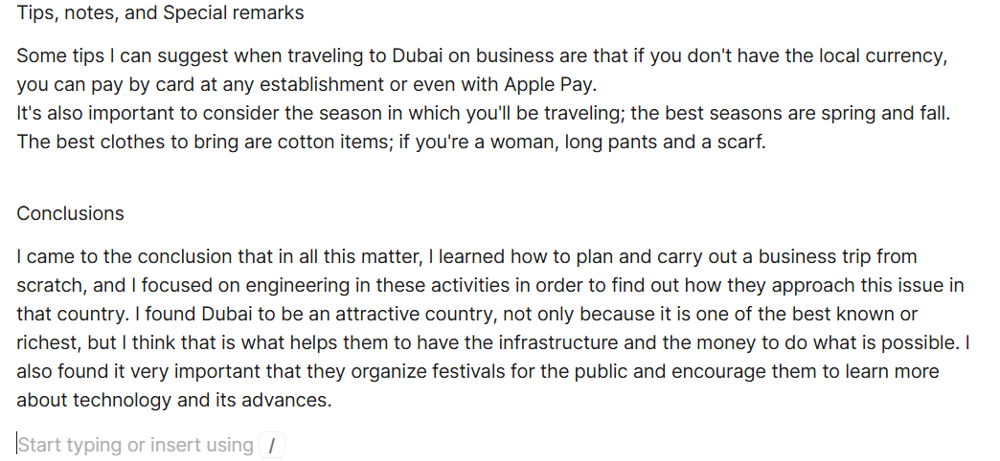 Tips, notes, and Special remarks
Some tips I can suggest when traveling to Dubai on business are that if you don't have the local currency,
you can pay by card at any establishment or even with Apple Pay.
It's also important to consider the season in which you'll be traveling; the best seasons are spring and fall.
The best clothes to bring are cotton items; if you're a woman, long pants and a scarf.
Conclusions
I came to the conclusion that in all this matter, I learned how to plan and carry out a business trip from
scratch, and I focused on engineering in these activities in order to find out how they approach this issue in
that country. I found Dubai to be an attractive country, not only because it is one of the best known or
richest, but I think that is what helps them to have the infrastructure and the money to do what is possible. I
also found it very important that they organize festivals for the public and encourage them to learn more
about technology and its advances.
Start typing or insert using /